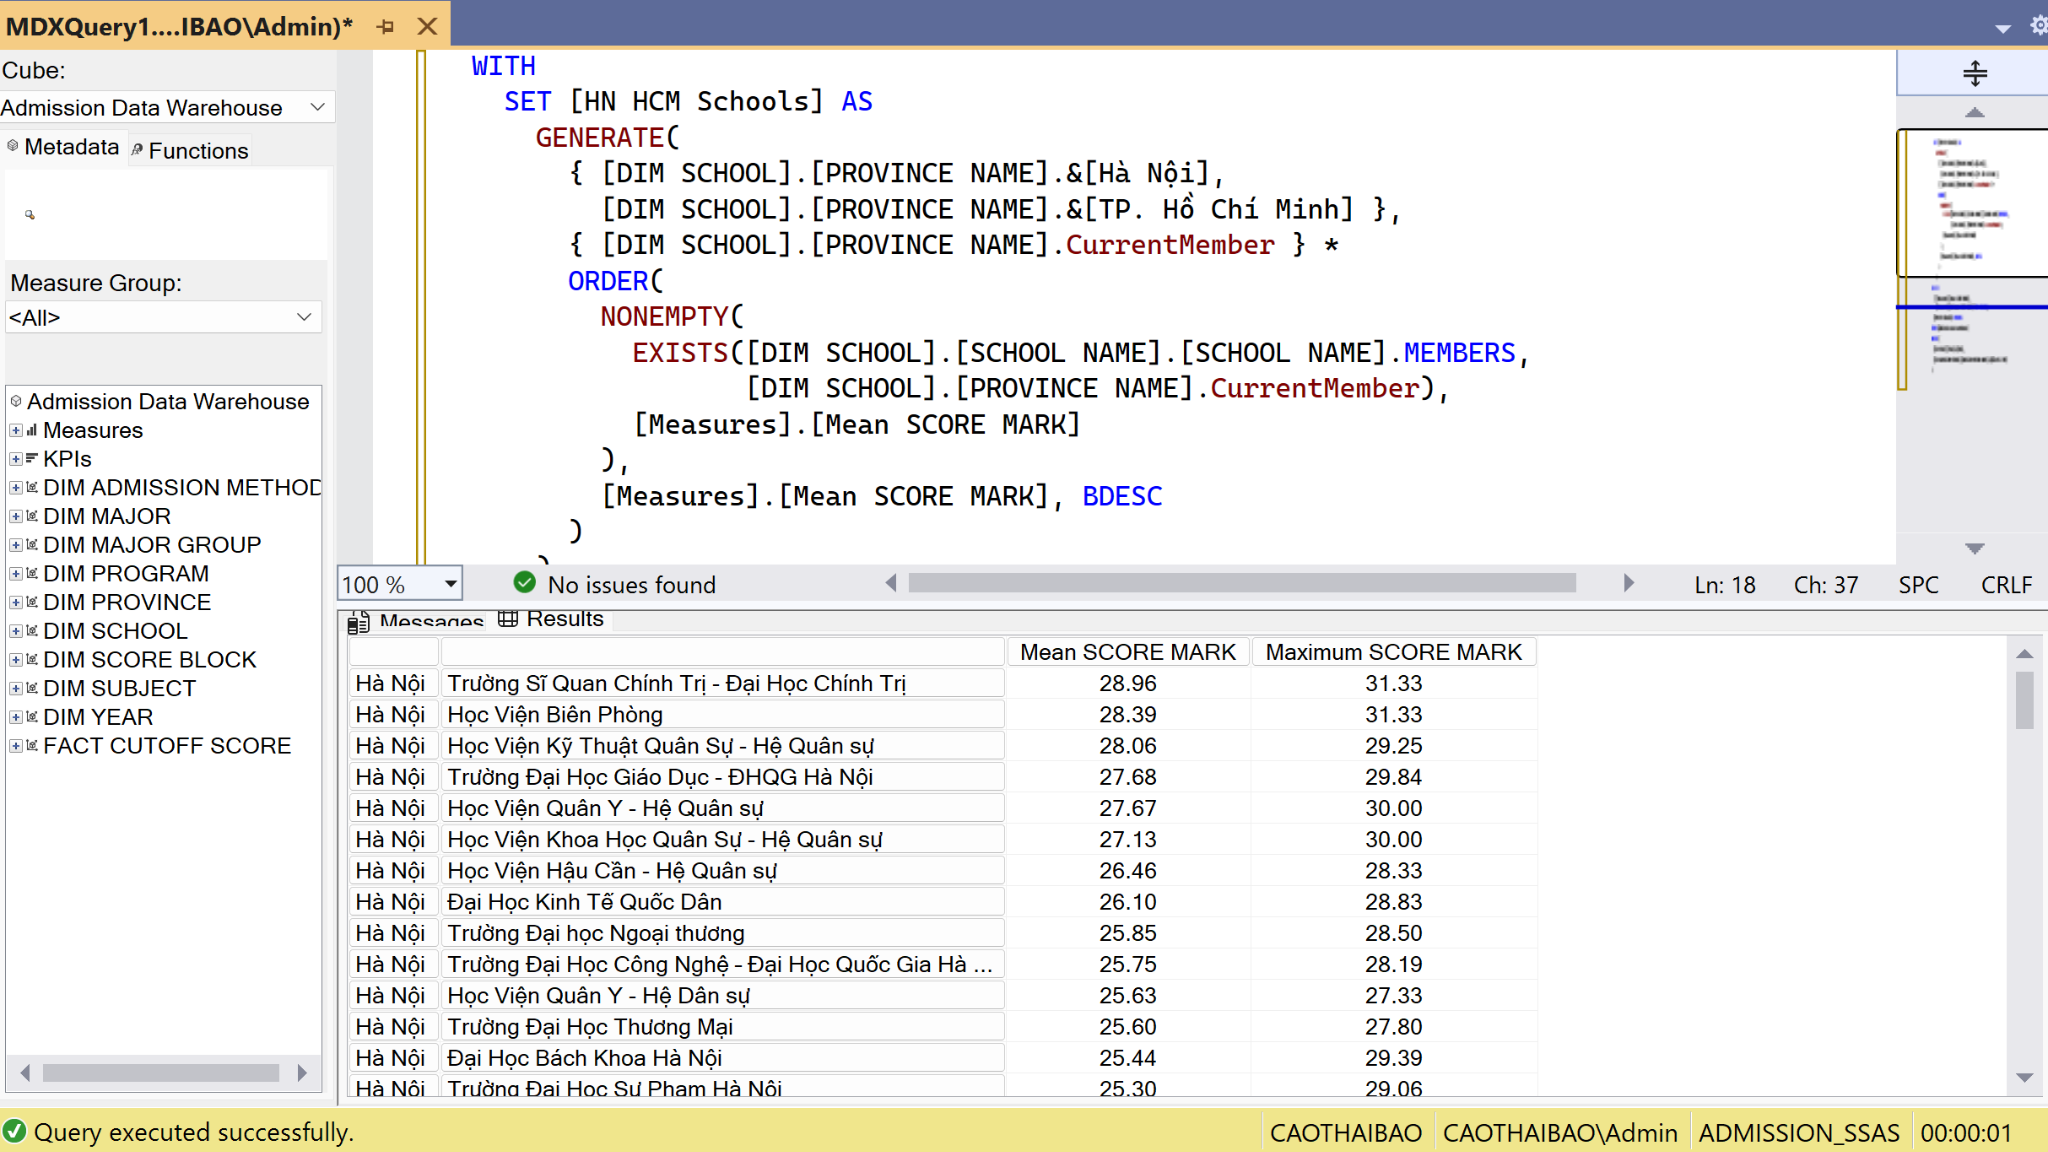 MDXQuery1....IBAO\Admin)*
Cube:
Admission Data Warehouse
Metadata
Functions
Measure Group:
<All>
Admission Data Warehouse
Measures
KPIs
DIM ADMISSION METHOD
DIM MAJOR
DIM MAJOR GROUP
DIM PROGRAM
DIM PROVINCE
DIM SCHOOL
DIM SCORE BLOCK
DIM SUBJECT
DIM YEAR
FACT CUTOFF SCORE
WITH
SET [HN HCM Schools] AS
GENERATE(
{ [DIM SCHOOL].[PROVINCE NAME].&[Hà Nội],
[DIM SCHOOL].[PROVINCE NAME].&[TP. Hồ Chí Minh] },
{ [DIM SCHOOL].[PROVINCE NAME].CurrentMember } *
ORDER(
NONEMPTY(
EXISTS([DIM SCHOOL].[SCHOOL NAME].[SCHOOL NAME].MEMBERS,
[DIM SCHOOL].[PROVINCE NAME].CurrentMember),
[Measures].[Mean SCORE MARK]
),
[Measures].[Mean SCORE MARK], BDESC
)
)
100 %
No issues found
Ln: 18 Ch: 37 SPC CRLF
Messages Results
Mean SCORE MARK Maximum SCORE MARK
Hà Nội Trường Sĩ Quan Chính Trị - Đại Học Chính Trị 28.96 31.33
Hà Nội Học Viện Biên Phòng 28.39 31.33
Hà Nội Học Viện Kỹ Thuật Quân Sự - Hệ Quân sự 28.06 29.25
Hà Nội Trường Đại Học Giáo Dục - ĐHQG Hà Nội 27.68 29.84
Hà Nội Học Viện Quân Y - Hệ Quân sự 27.67 30.00
Hà Nội Học Viện Khoa Học Quân Sự - Hệ Quân sự 27.13 30.00
Hà Nội Học Viện Hậu Cần - Hệ Quân sự 26.46 28.33
Hà Nội Đại Học Kinh Tế Quốc Dân 26.10 28.83
Hà Nội Trường Đại học Ngoại thương 25.85 28.50
Hà Nội Trường Đại Học Công Nghệ - Đại Học Quốc Gia Hà ... 25.75 28.19
Hà Nội Học Viện Quân Y - Hệ Dân sự 25.63 27.33
Hà Nội Trường Đại Học Thương Mại 25.60 27.80
Hà Nội Đại Học Bách Khoa Hà Nội 25.44 29.39
Hà Nội Trường Đại Học Sư Phạm Hà Nội 25.30 29.06
Query executed successfully.
CAOTHAIBAO CAOTHAIBAO\Admin ADMISSION_SSAS 00:00:01